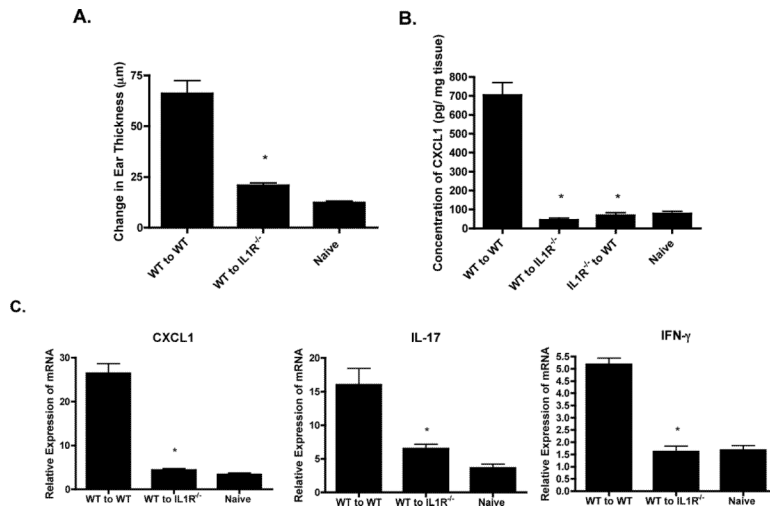 A.
Change in Ear Thickness (μm)
75
50
25
0
*
WT to WT
WT to IL1R-/-
Naive
B.
Concentration of CXCL1 (pg/ mg tissue)
800
700
600
500
400
300
200
100
0
*
*
WT to WT
WT to IL1R-/-
IL1R-/- to WT
Naive
C.
CXCL1
Relative Expression of mRNA
30
20
10
0
*
WT to WT
WT to IL1R-/-
Naive
IL-17
Relative Expression of mRNA
20
15
10
5
0
*
WT to WT
WT to IL1R-/-
Naive
IFN-γ
Relative Expression of mRNA
5.5
5.0
4.5
4.0
3.5
3.0
2.5
2.0
1.5
1.0
0.5
0.0
*
WT to WT
WT to IL1R-/-
Naive